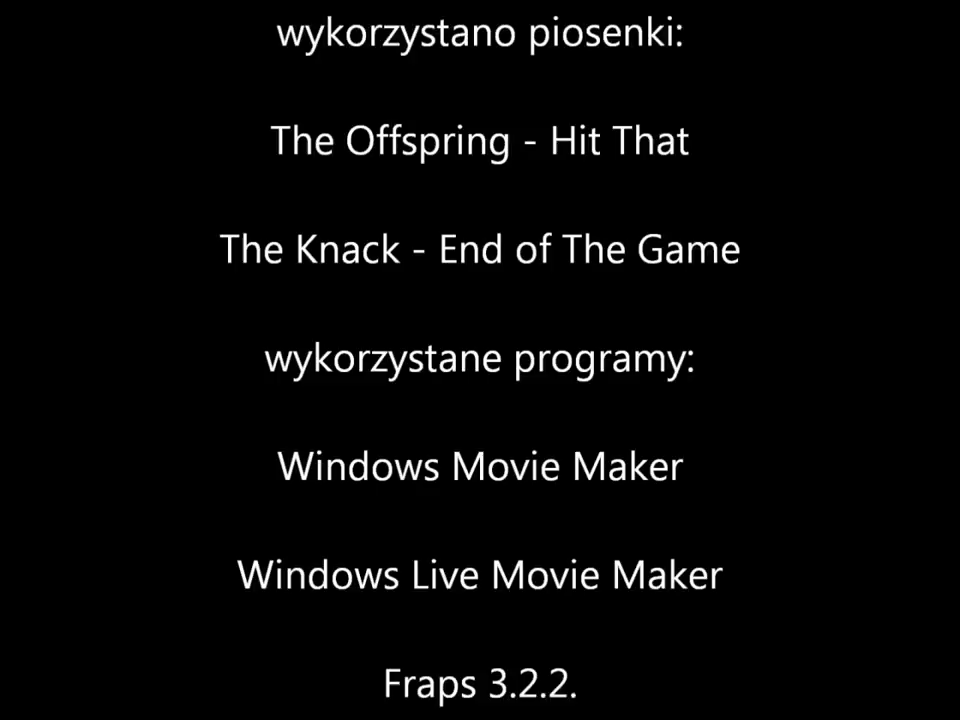 wykorzystano piosenki:
The Offspring - Hit That
The Knack - End of The Game
wykorzystane programy:
Windows Movie Maker
Windows Live Movie Maker
Fraps 3.2.2.